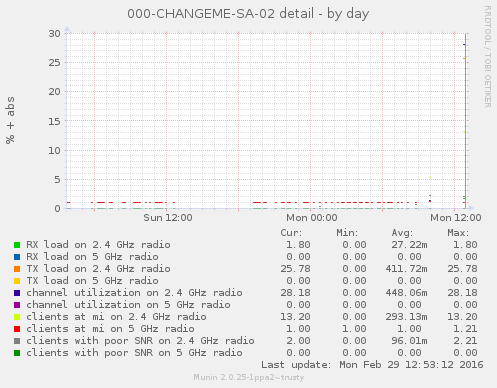 000-CHANGEME-SA-02 detail - by day
RRDTOOL / TOBI OETIKER
% + abs
30
25
20
15
10
5
0
Sun 12:00 Mon 00:00 Mon 12:00
Cur: Min: Avg: Max:
RX load on 2.4 GHz radio 1.80 0.00 27.22m 1.80
RX load on 5 GHz radio 0.00 0.00 0.00 0.00
TX load on 2.4 GHz radio 25.78 0.00 411.72m 25.78
TX load on 5 GHz radio 0.00 0.00 0.00 0.00
channel utilization on 2.4 GHz radio 28.18 0.00 448.06m 28.18
channel utilization on 5 GHz radio 0.00 0.00 0.00 0.00
clients at mi on 2.4 GHz radio 13.20 0.00 293.13m 13.20
clients at mi on 5 GHz radio 1.00 1.00 1.00 1.21
clients with poor SNR on 2.4 GHz radio 2.00 0.00 96.01m 2.21
clients with poor SNR on 5 GHz radio 0.00 0.00 0.00 0.00
Last update: Mon Feb 29 12:53:12 2016
Munin 2.0.25-1ppa2~trusty